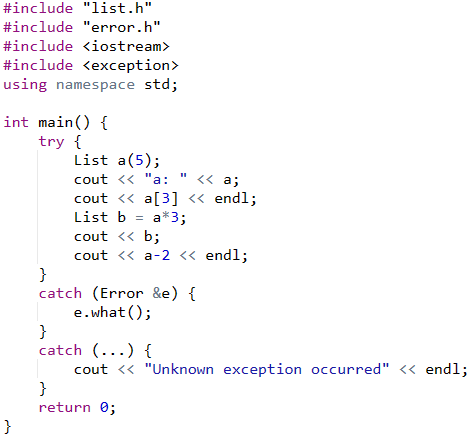 #include "list.h"
#include "error.h"
#include <iostream>
#include <exception>
using namespace std;

int main() {
    try {
        List a(5);
        cout << "a: " << a;
        cout << a[3] << endl;
        List b = a*3;
        cout << b;
        cout << a-2 << endl;
    }
    catch (Error &e) {
        e.what();
    }
    catch (...) {
        cout << "Unknown exception occurred" << endl;
    }
    return 0;
}